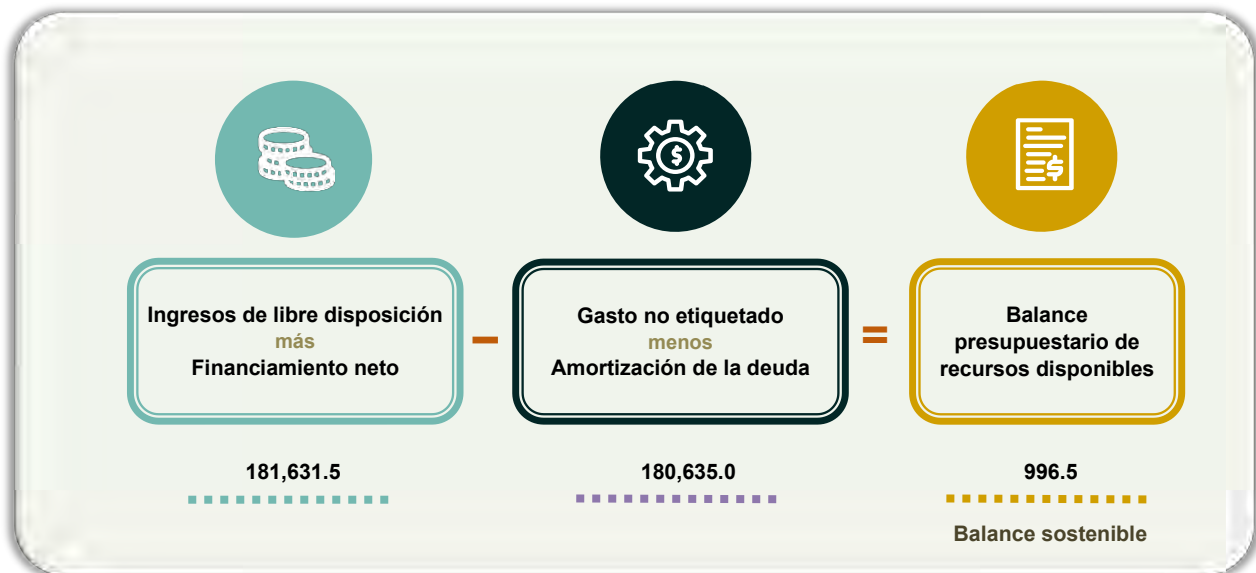 Ingresos de libre disposición
más
Financiamiento neto
–
Gasto no etiquetado
menos
Amortización de la deuda
=
Balance
presupuestario de
recursos disponibles
181,631.5
180,635.0
996.5
Balance sostenible